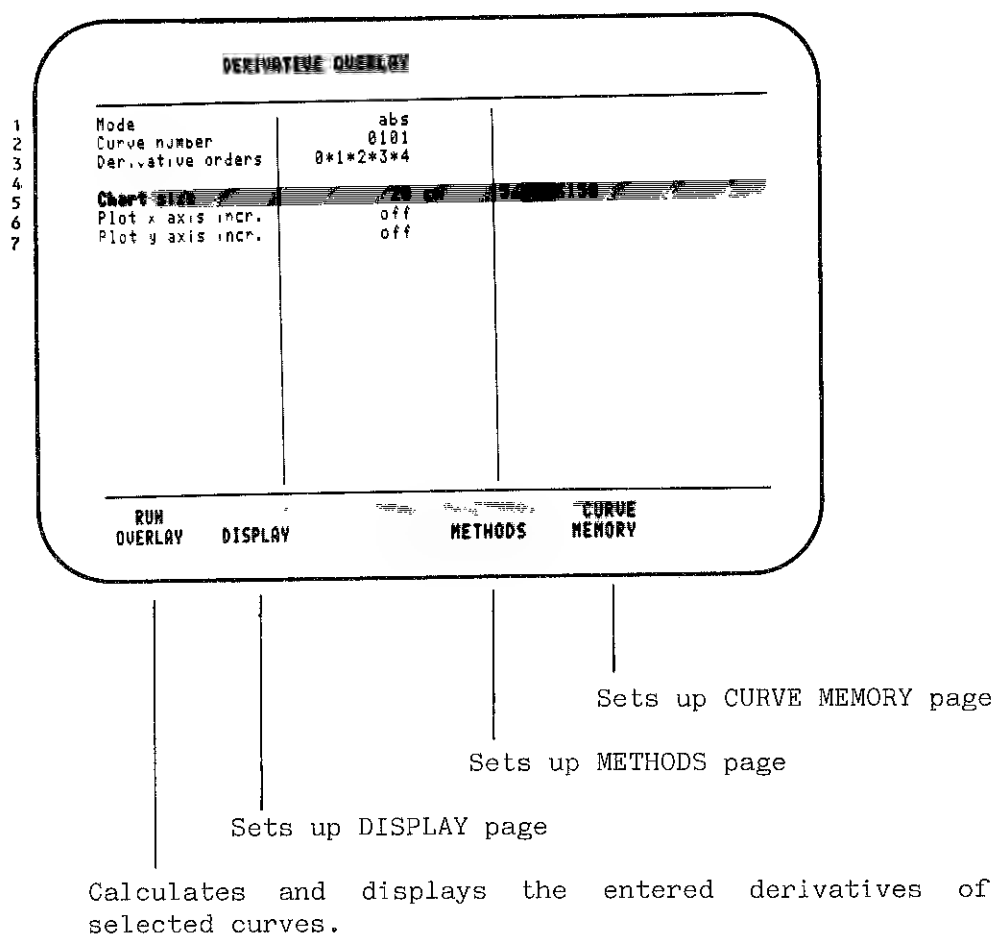 DERIVATIVE OVERLAY
1 Mode abs
2 Curve number 0101
3 Derivative orders 0*1*2*3*4
4
5 Chart size 20 cm
6 Plot x axis incr. off
7 Plot y axis incr. off
RUN OVERLAY DISPLAY METHODS CURVE MEMORY
Sets up CURVE MEMORY page
Sets up METHODS page
Sets up DISPLAY page
Calculates and displays the entered derivatives of
selected curves.